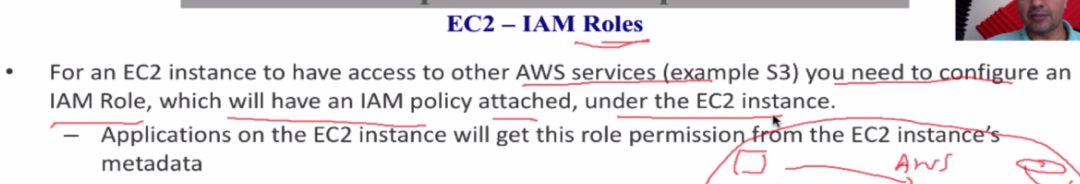 EC2 – IAM Roles
• For an EC2 instance to have access to other AWS services (example S3) you need to configure an
IAM Role, which will have an IAM policy attached, under the EC2 instance.
– Applications on the EC2 instance will get this role permission from the EC2 instance's
metadata
AWS